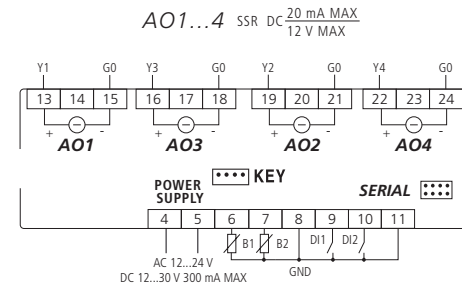 AO1...4 SSR DC 20 mA MAX
12 V MAX
Y1 G0 Y3 G0 Y2 G0 Y4 G0
13 14 15 16 17 18 19 20 21 22 23 24
+ - + - + - + -
AO1 AO3 AO2 AO4
KEY
POWER
SUPPLY
SERIAL
4 5 6 7 8 9 10 11
B1 B2 DI1 DI2
AC 12...24 V
DC 12...30 V 300 mA MAX
GND